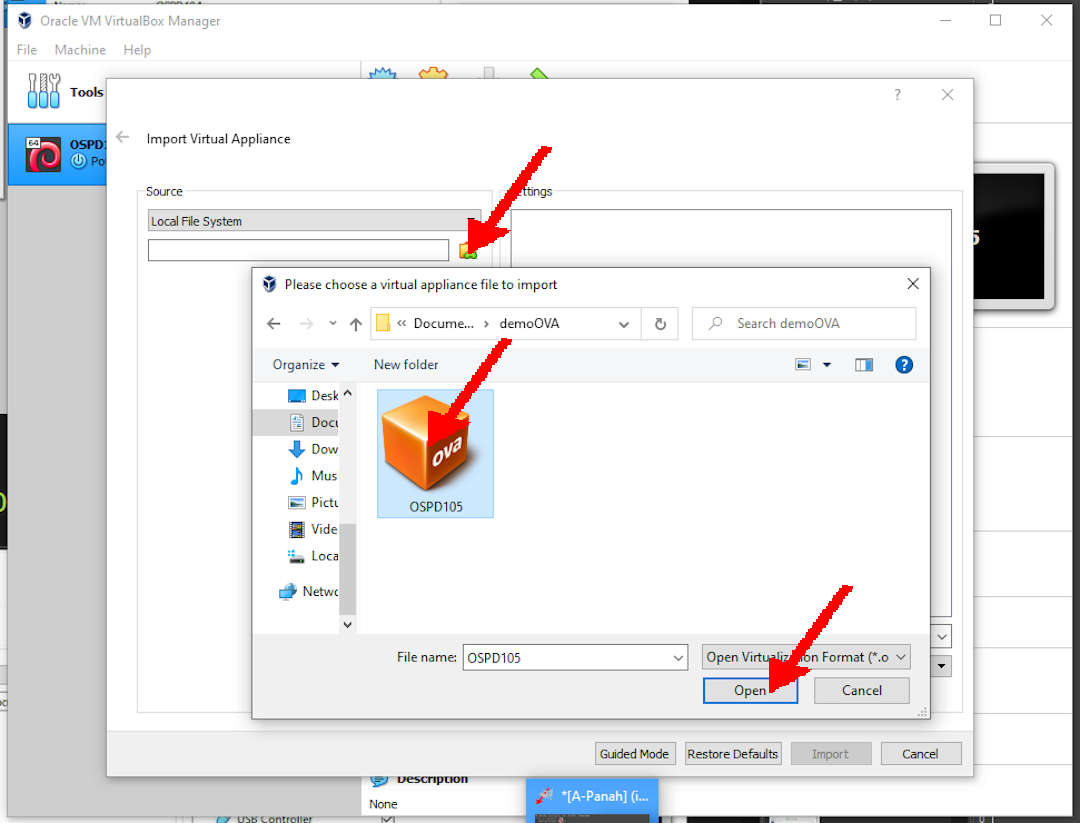 Oracle VM VirtualBox Manager
File Machine Help
Tools
64
OSPD
Po
?
Import Virtual Appliance
Source
ettings
Local File System
Please choose a virtual appliance file to import
« Docume... › demoOVA
Search demoOVA
Organize
New folder
?
Desk
Docu
Dow
Mus
Pictu
Vide
Loca
Netwo
ova
OSPD105
File name:
OSPD105
Open Virtualization Format (*.o
Open
Cancel
Guided Mode
Restore Defaults
Import
Cancel
Description
None
*[A-Panah] (i...
USB Controller